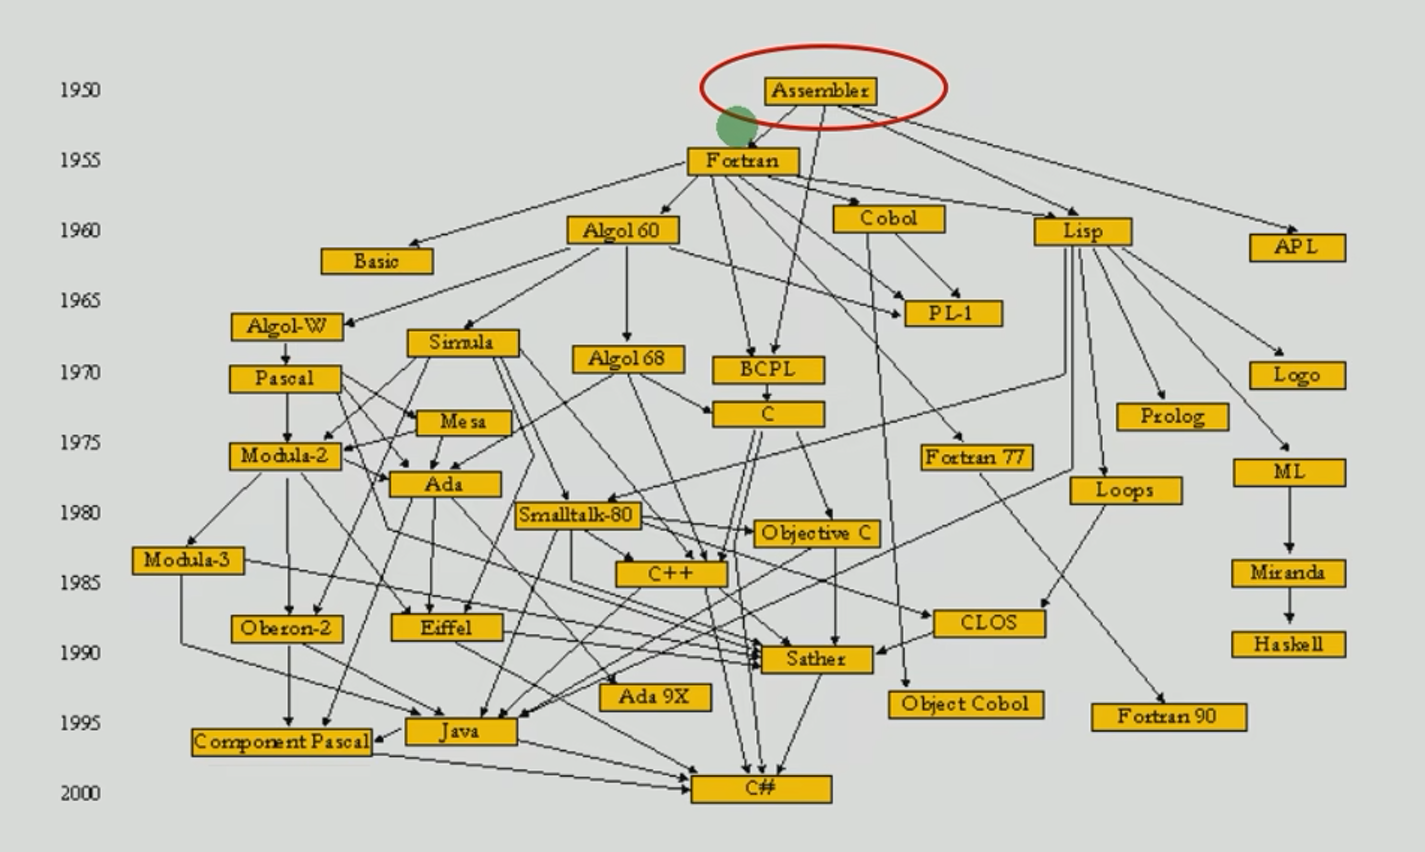 1950
Assembler
1955
Fortran
1960
Algol 60
Cobol
Lisp
APL
Basic
1965
PL-1
Algol-W
Simula
Algol 68
BCPL
1970
Pascal
Logo
Mesa
C
Prolog
1975
Modula-2
Fortran 77
ML
Ada
Loops
1980
Smalltalk-80
Objective C
Modula-3
C++
Miranda
1985
Oberon-2
Eiffel
CLOS
Haskell
1990
Sather
Ada 9X
Object Cobol
1995
Component Pascal
Java
Fortran 90
2000
C#